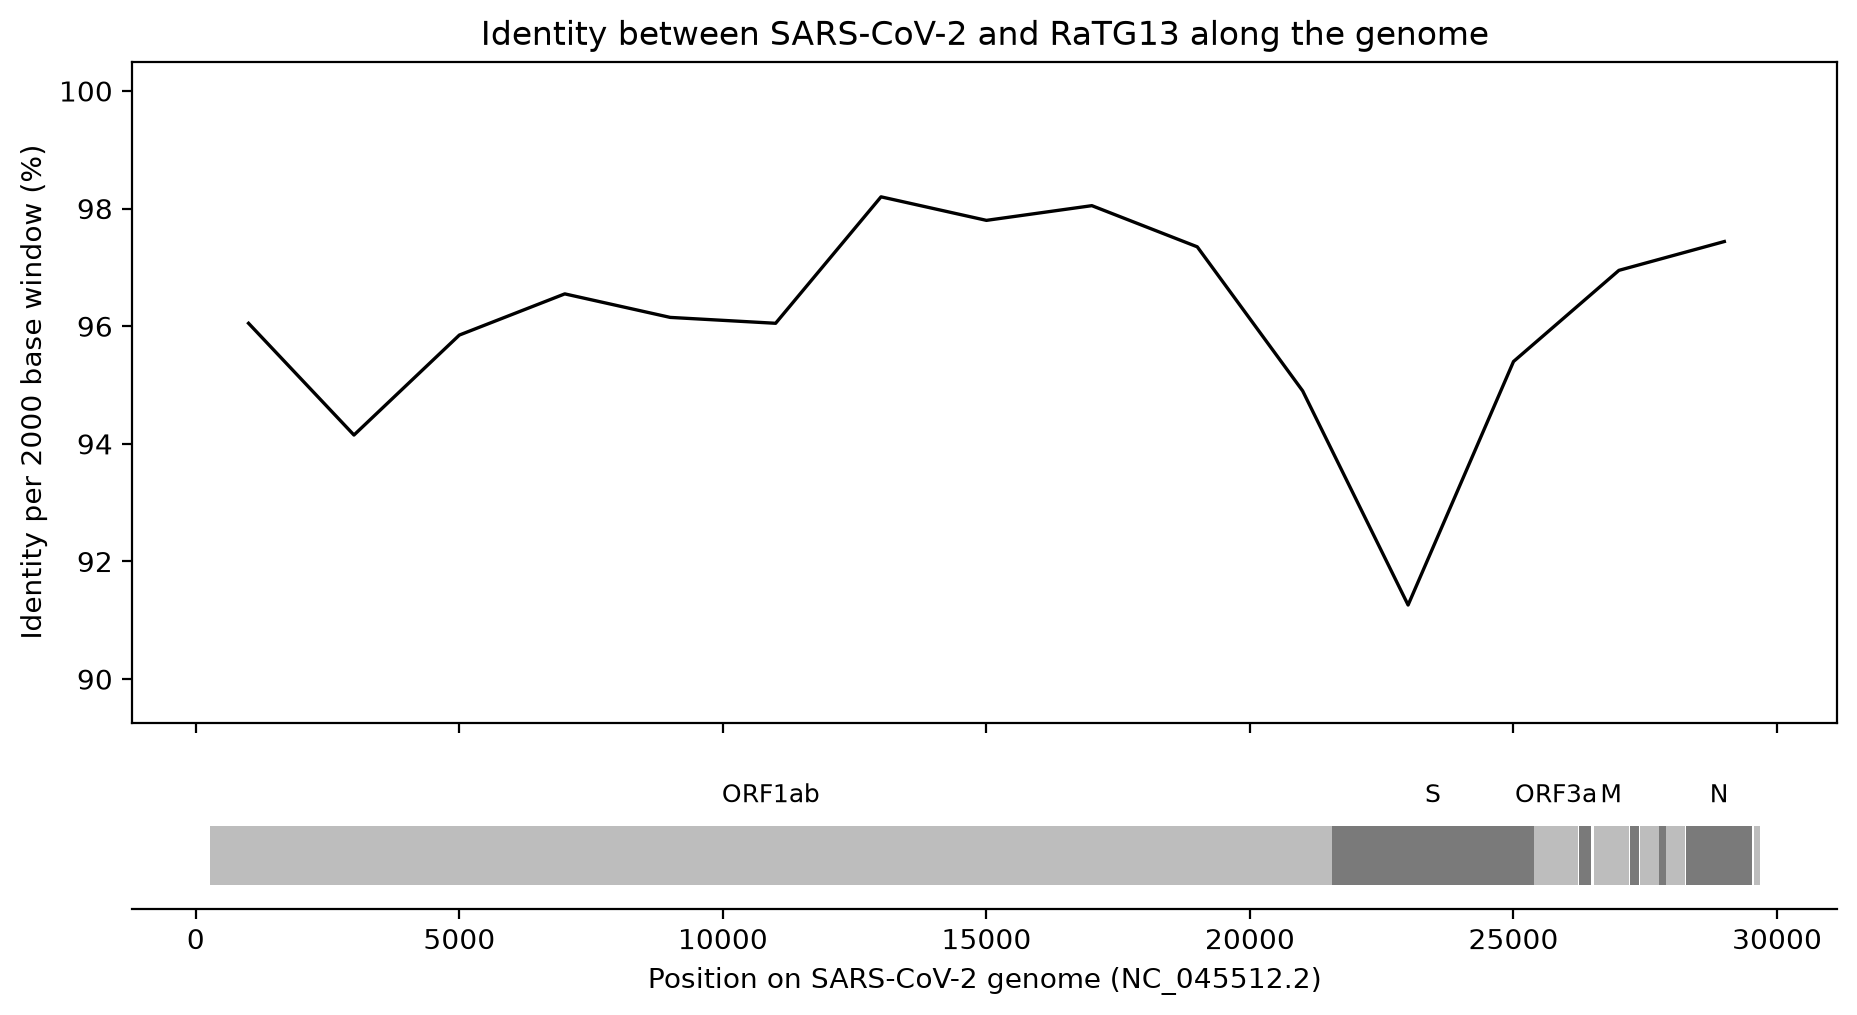 Identity between SARS-CoV-2 and RaTG13 along the genome
Identity per 2000 base window (%)
100
98
96
94
92
90
ORF1ab S ORF3a M N
0 5000 10000 15000 20000 25000 30000
Position on SARS-CoV-2 genome (NC_045512.2)